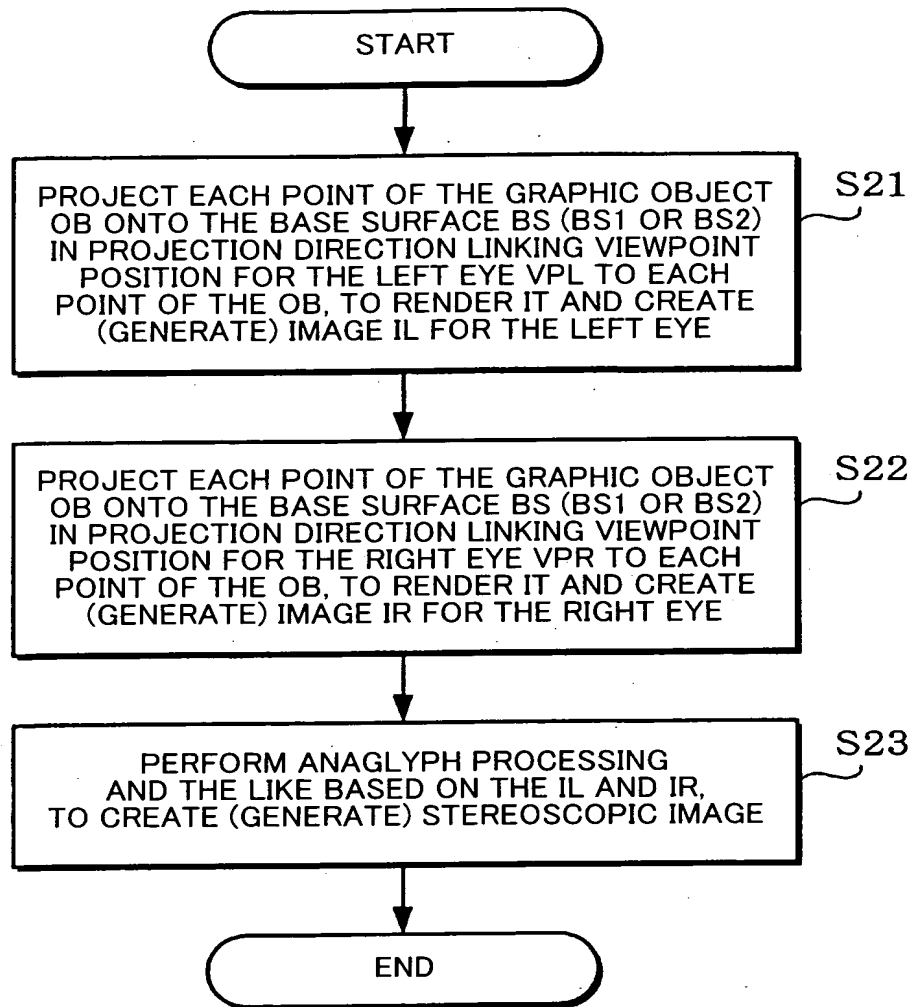 START
S21
PROJECT EACH POINT OF THE GRAPHIC OBJECT
OB ONTO THE BASE SURFACE BS (BS1 OR BS2)
IN PROJECTION DIRECTION LINKING VIEWPOINT
POSITION FOR THE LEFT EYE VPL TO EACH
POINT OF THE OB, TO RENDER IT AND CREATE
(GENERATE) IMAGE IL FOR THE LEFT EYE
S22
PROJECT EACH POINT OF THE GRAPHIC OBJECT
OB ONTO THE BASE SURFACE BS (BS1 OR BS2)
IN PROJECTION DIRECTION LINKING VIEWPOINT
POSITION FOR THE RIGHT EYE VPR TO EACH
POINT OF THE OB, TO RENDER IT AND CREATE
(GENERATE) IMAGE IR FOR THE RIGHT EYE
S23
PERFORM ANAGLYPH PROCESSING
AND THE LIKE BASED ON THE IL AND IR,
TO CREATE (GENERATE) STEREOSCOPIC IMAGE
END